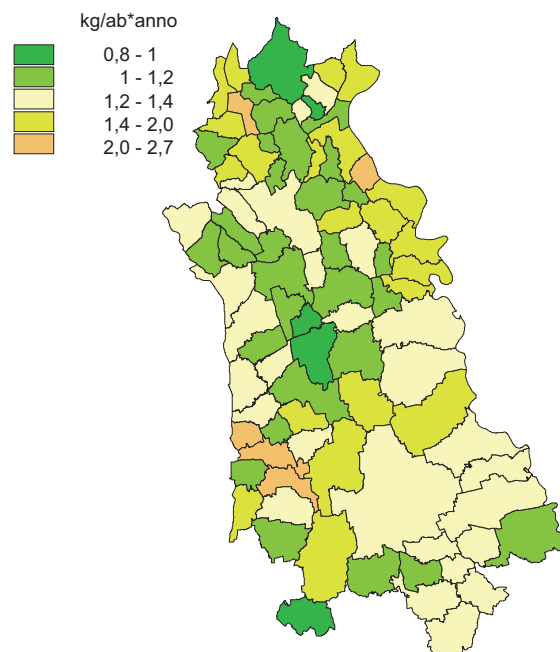 kg/ab*anno
0,8 - 1
1 - 1,2
1,2 - 1,4
1,4 - 2,0
2,0 - 2,7